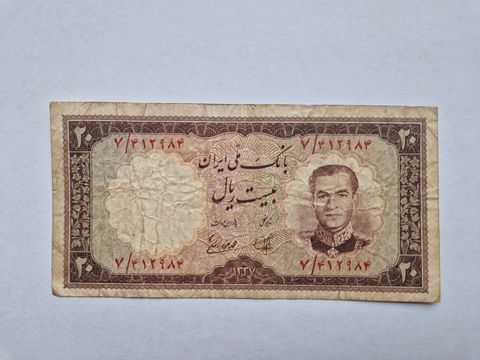 ۲۰ ۲۰
۷/۴۱۲۹۸۴ ۷/۴۱۲۹۸۴
بانک ملی ایران
بیست ریال
۷/۴۱۲۹۸۴ ۷/۴۱۲۹۸۴
۲۰ ۱۳۳۷ ۲۰